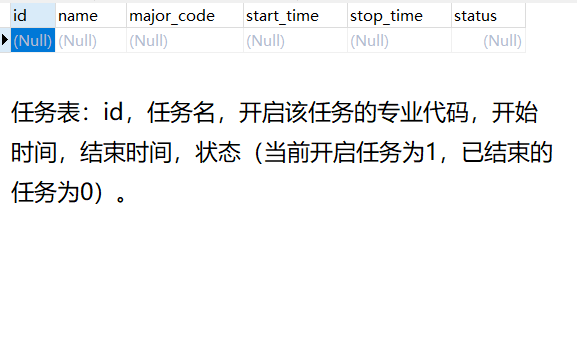 id name major_code start_time stop_time status
(Null) (Null) (Null) (Null) (Null) (Null)
任务表：id，任务名，开启该任务的专业代码，开始
时间，结束时间，状态（当前开启任务为1，已结束的
任务为0）。